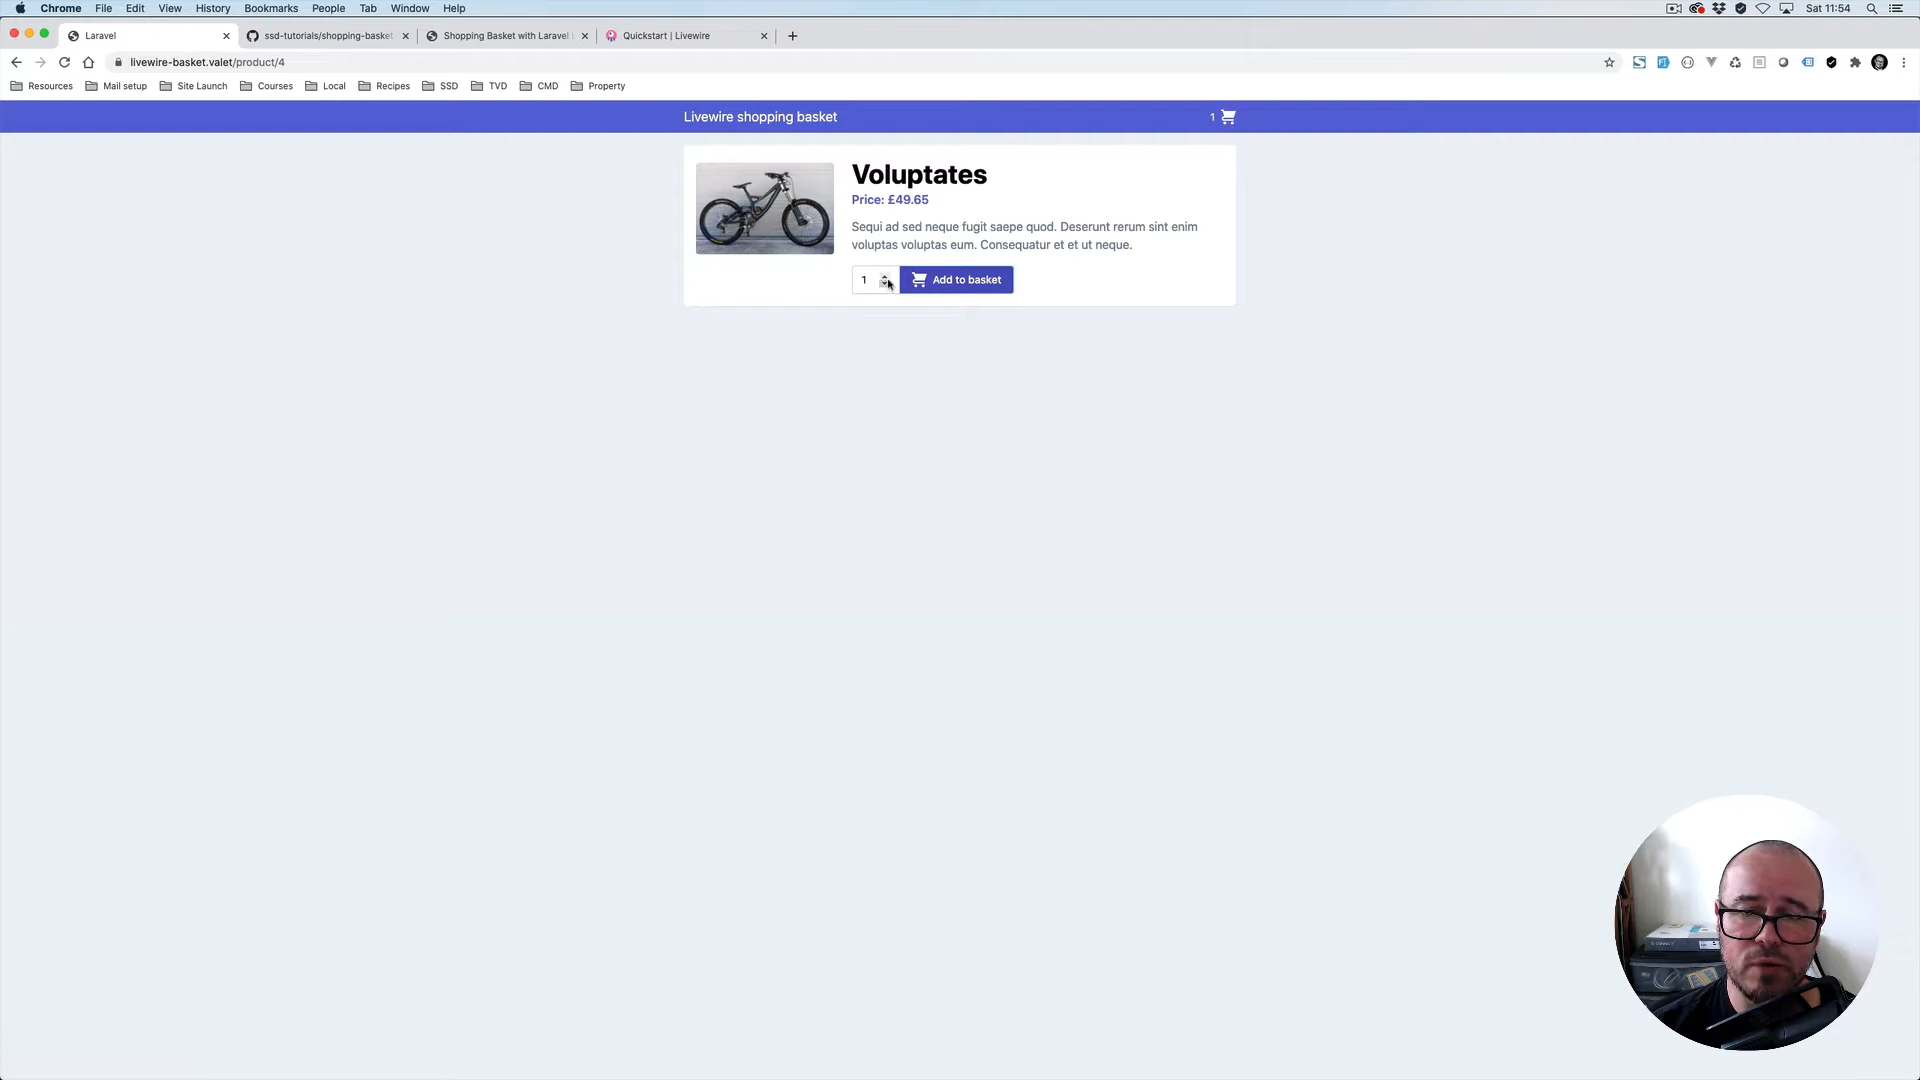 Chrome File Edit View History Bookmarks People Tab Window Help Sat 11:54
Laravel
ssd-tutorials/shopping-basket
Shopping Basket with Laravel
Quickstart | Livewire
livewire-basket.valet/product/4
Resources Mail setup Site Launch Courses Local Recipes SSD TVD CMD Property
Livewire shopping basket 1
Voluptates
Price: £49.65
Sequi ad sed neque fugit saepe quod. Deserunt rerum sint enim
voluptas voluptas eum. Consequatur et et ut neque.
1 Add to basket